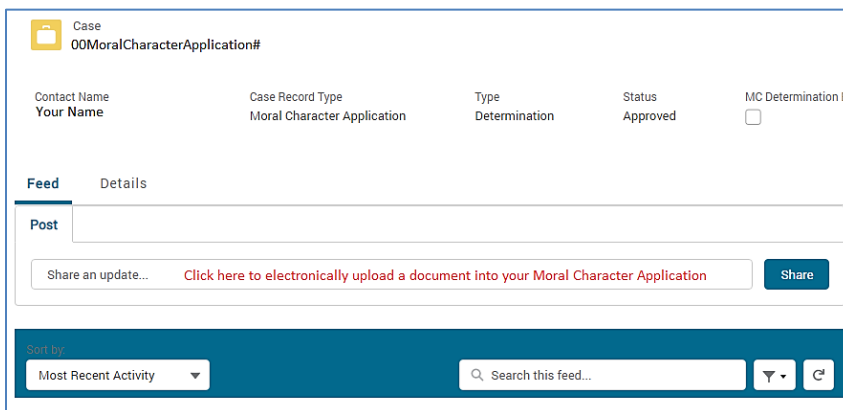 Case
00MoralCharacterApplication#
Contact Name Case Record Type Type Status MC Determination
Your Name Moral Character Application Determination Approved
Feed Details
Post
Share an update... Click here to electronically upload a document into your Moral Character Application Share
Sort by:
Most Recent Activity Search this feed...